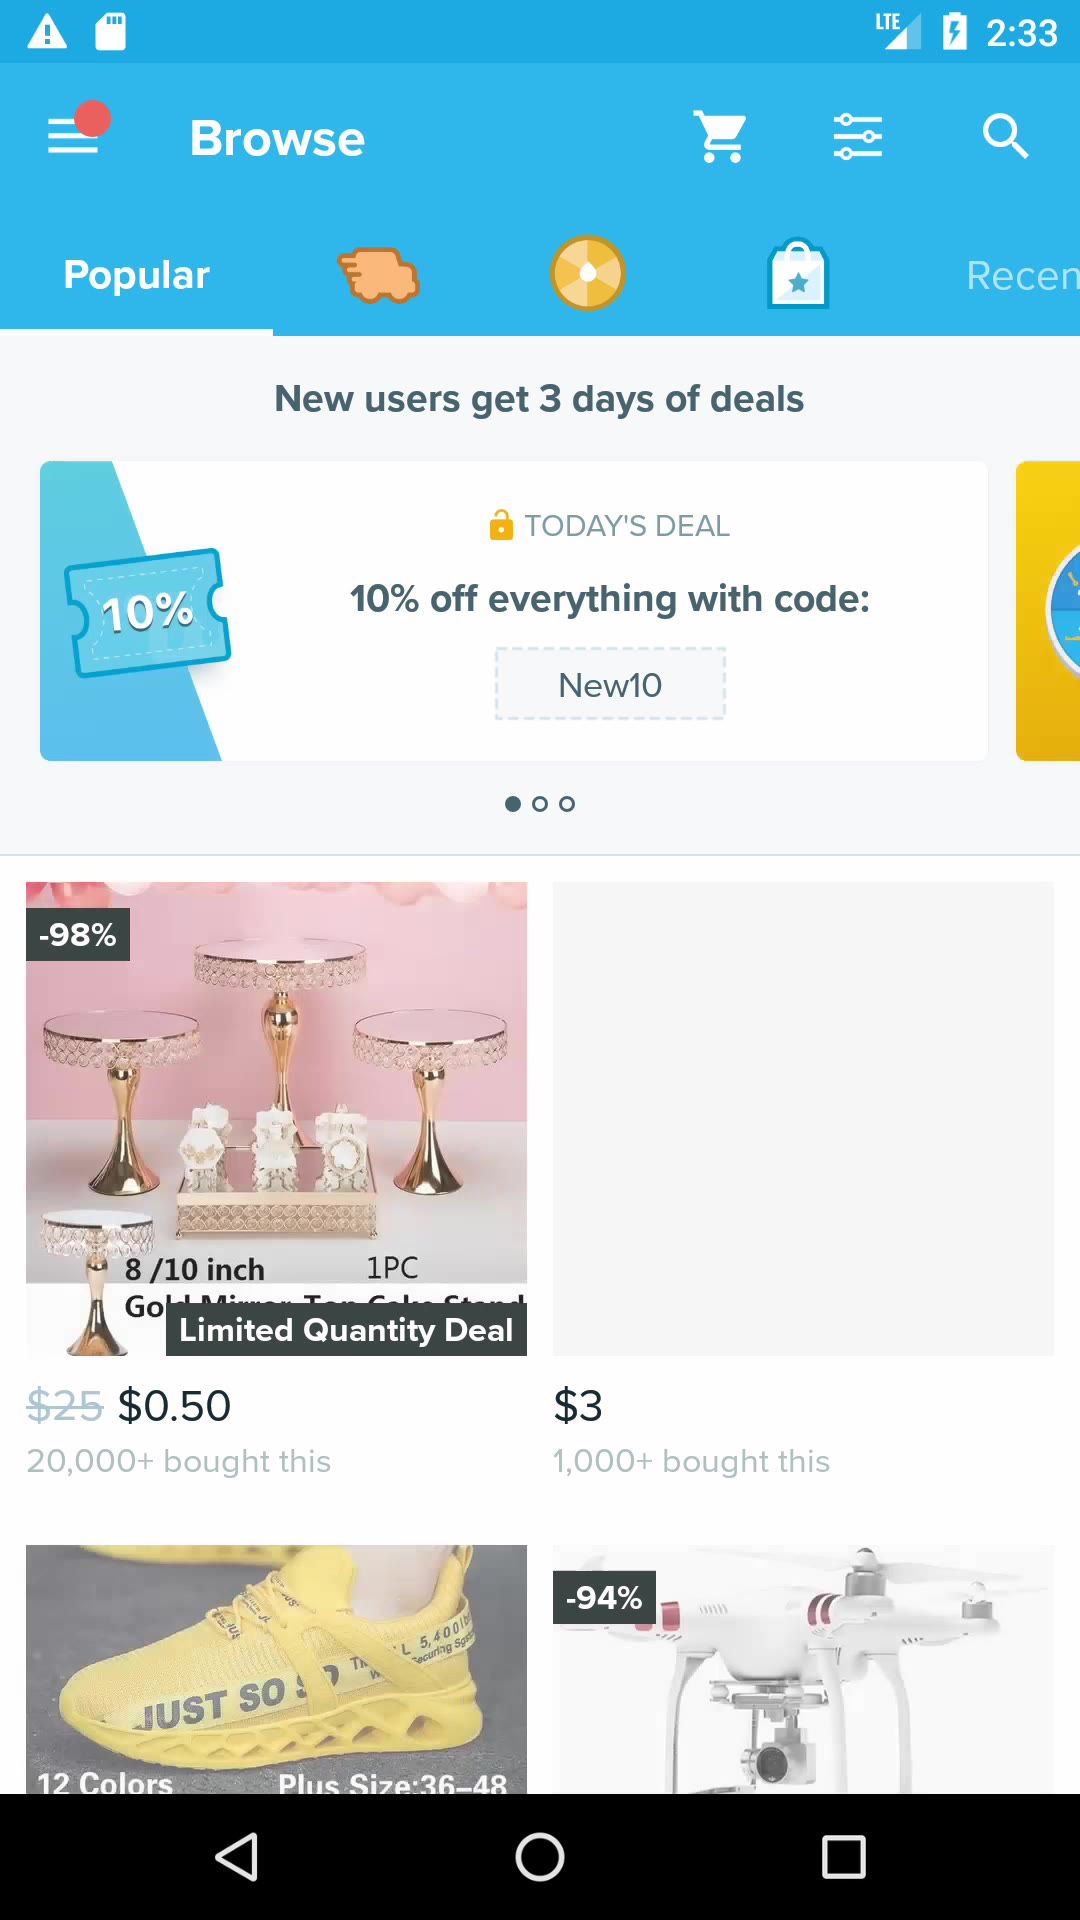 LTE 2:33
Browse
Popular
Recen
New users get 3 days of deals
TODAY'S DEAL
10%
10% off everything with code:
New10
-98%
8 /10 inch 1PC
Limited Quantity Deal
$25 $0.50
$3
20,000+ bought this
1,000+ bought this
-94%
JUST SO SO
12 Colors Plus Size:36–48